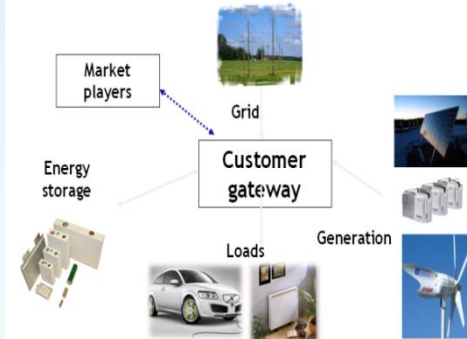 Market
players
Grid
Customer
gateway
Energy
storage
Loads
Generation